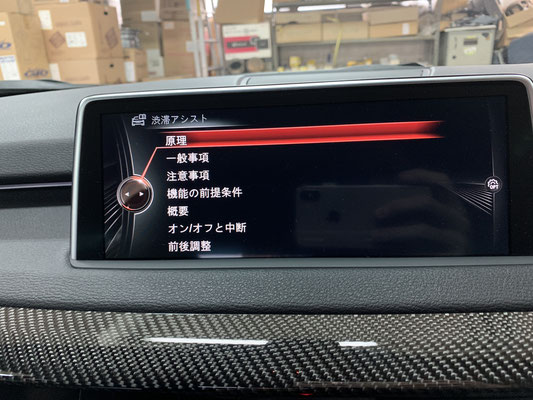 渋滞アシスト
原理
一般事項
注意事項
機能の前提条件
概要
オン/オフと中断
前後調整